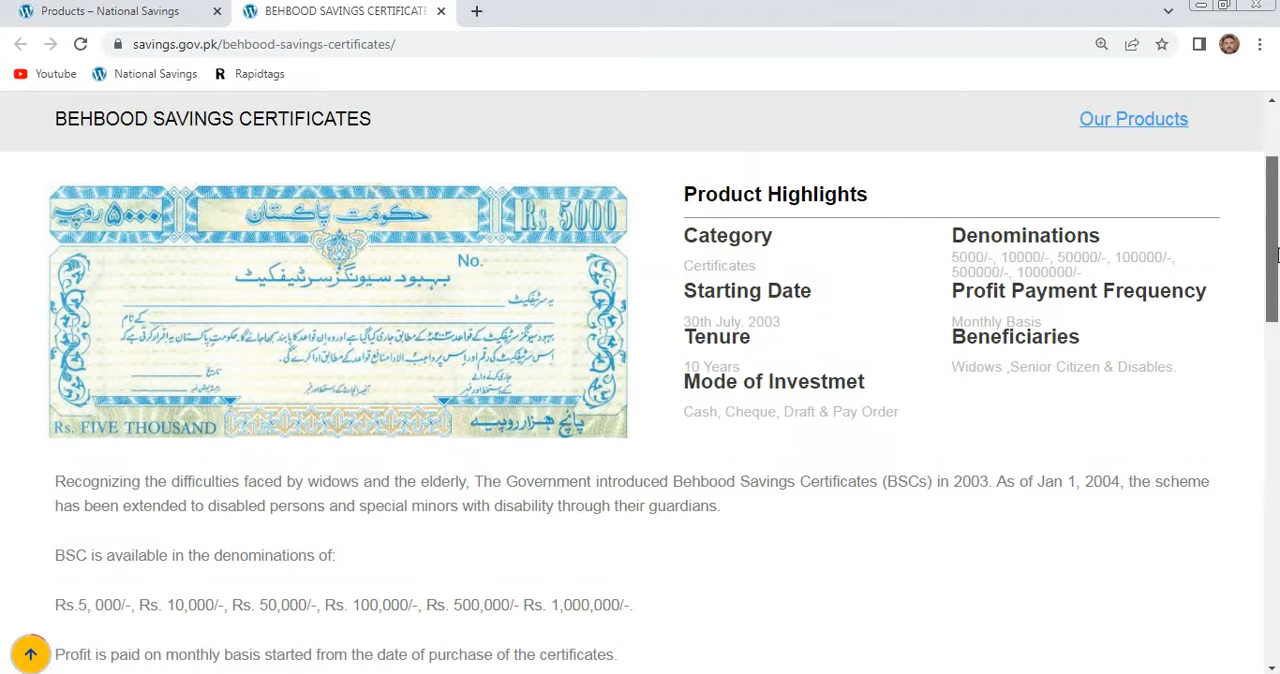 Products – National Savings
BEHBOOD SAVINGS CERTIFICATE
savings.gov.pk/behbood-savings-certificates/
Youtube National Savings R Rapidtags
BEHBOOD SAVINGS CERTIFICATES Our Products
۵۰۰۰ روپیہ حکومتِ پاکستان Rs. 5000
No.
بہبود سیونگز سرٹیفکیٹ
یہ سرٹیفکیٹ
کے نام
Rs. FIVE THOUSAND پانچ ہزار روپیے
Product Highlights
Category Denominations
Certificates 5000/-, 10000/-, 50000/-, 100000/-,
500000/-, 1000000/-
Starting Date Profit Payment Frequency
30th July. 2003 Monthly Basis
Tenure Beneficiaries
10 Years Widows ,Senior Citizen & Disables.
Mode of Investmet
Cash, Cheque, Draft & Pay Order
Recognizing the difficulties faced by widows and the elderly, The Government introduced Behbood Savings Certificates (BSCs) in 2003. As of Jan 1, 2004, the scheme
has been extended to disabled persons and special minors with disability through their guardians.
BSC is available in the denominations of:
Rs.5, 000/-, Rs. 10,000/-, Rs. 50,000/-, Rs. 100,000/-, Rs. 500,000/- Rs. 1,000,000/-.
Profit is paid on monthly basis started from the date of purchase of the certificates.